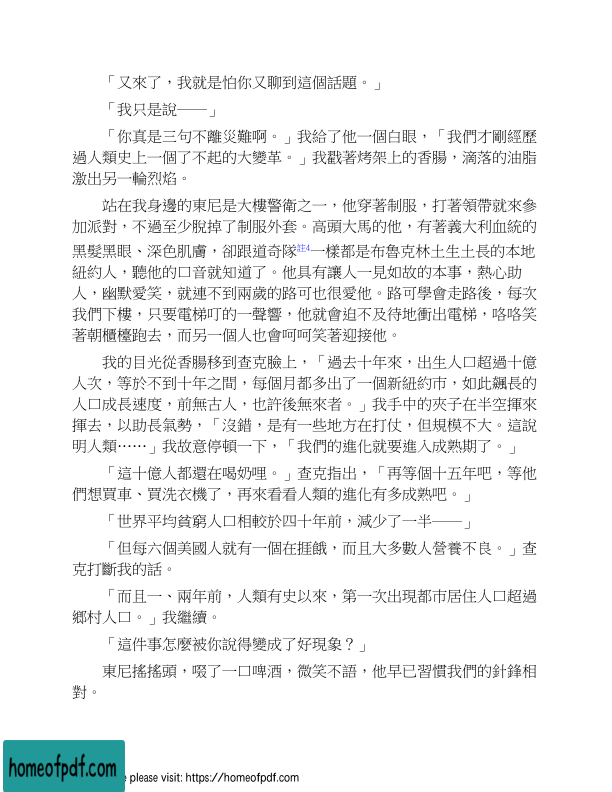 「又來了，我就是怕你又聊到這個話題。」
「我只是說──」
「你真是三句不離災難啊。」我給了他一個白眼，「我們才剛經歷
過人類史上一個了不起的大變革。」我戳著烤架上的香腸，滴落的油脂
激出另一輪烈焰。
站在我身邊的東尼是大樓警衛之一，他穿著制服，打著領帶就來參
加派對，不過至少脫掉了制服外套。高頭大馬的他，有著義大利血統的
黑髮黑眼、深色肌膚，卻跟道奇隊註4一樣都是布魯克林土生土長的本地
紐約人，聽他的口音就知道了。他具有讓人一見如故的本事，熱心助
人，幽默愛笑，就連不到兩歲的路可也很愛他。路可學會走路後，每次
我們下樓，只要電梯叮的一聲響，他就會迫不及待地衝出電梯，咯咯笑
著朝櫃檯跑去，而另一個人也會呵呵笑著迎接他。
我的目光從香腸移到查克臉上，「過去十年來，出生人口超過十億
人次，等於不到十年之間，每個月都多出了一個新紐約市，如此飆長的
人口成長速度，前無古人，也許後無來者。」我手中的夾子在半空揮來
揮去，以助長氣勢，「沒錯，是有一些地方在打仗，但規模不大。這說
明人類⋯⋯」我故意停頓一下，「我們的進化就要進入成熟期了。」
「這十億人都還在喝奶哩。」查克指出，「再等個十五年吧，等他
們想買車、買洗衣機了，再來看看人類的進化有多成熟吧。」
「世界平均貧窮人口相較於四十年前，減少了一半──」
「但每六個美國人就有一個在捱餓，而且大多數人營養不良。」查
克打斷我的話。
「而且一、兩年前，人類有史以來，第一次出現都市居住人口超過
鄉村人口。」我繼續。
「這件事怎麼被你說得變成了好現象？」
東尼搖搖頭，啜了一口啤酒，微笑不語，他早已習慣我們的針鋒相
對。
homeofpdf.com
e please visit: https://homeofpdf.com